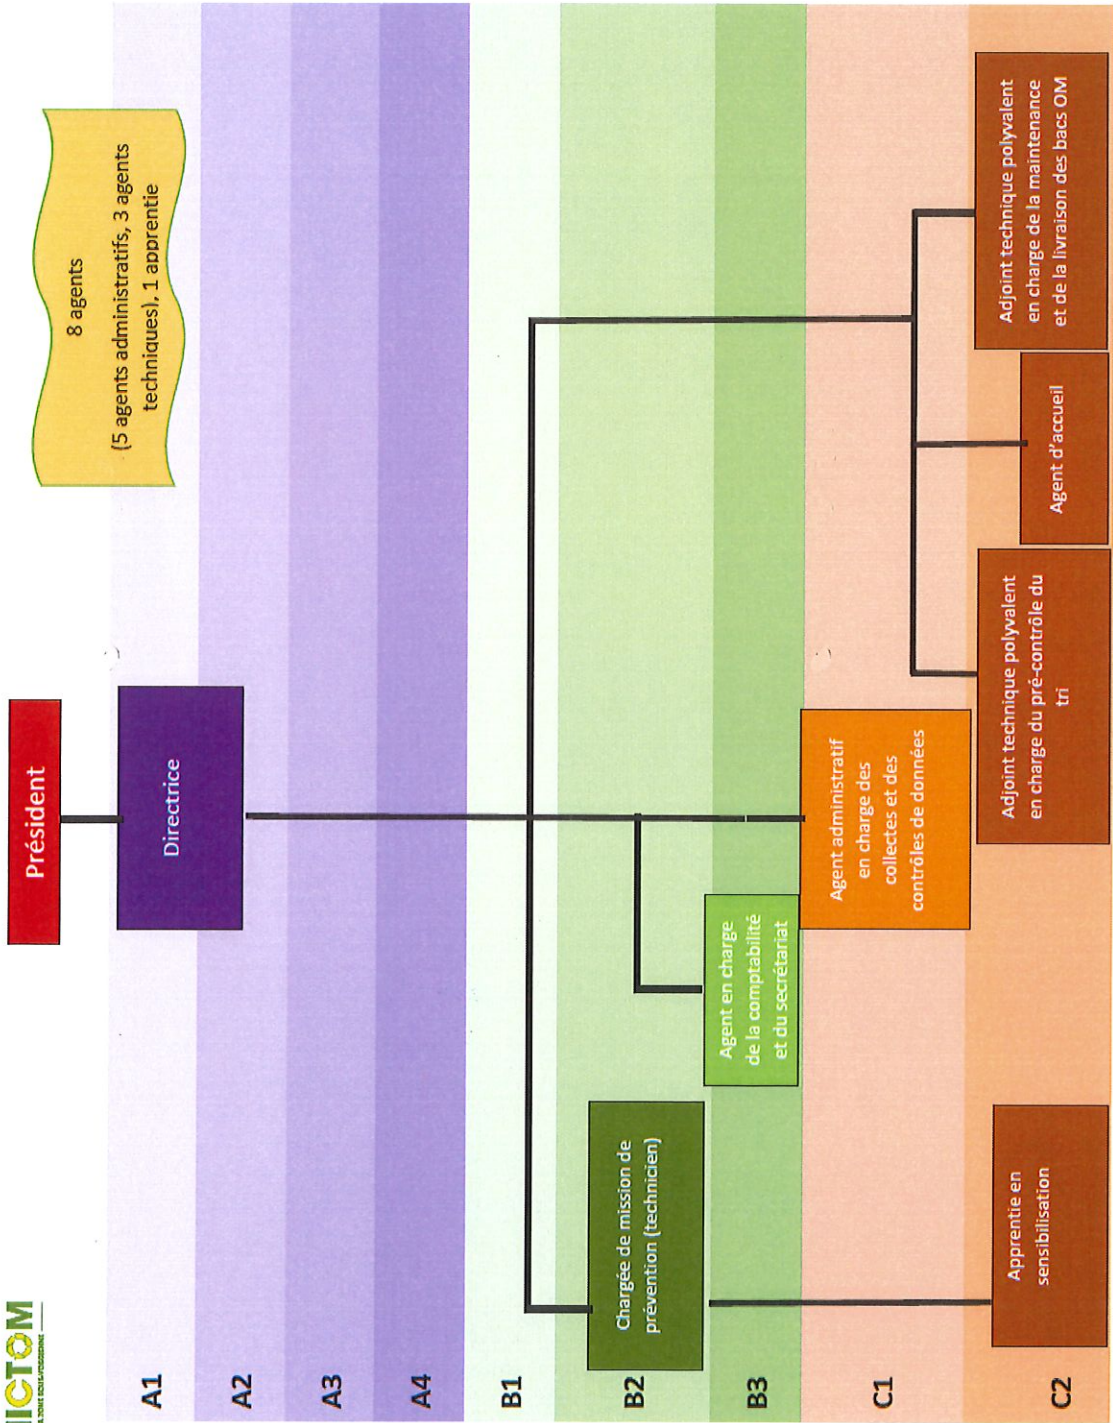 Président
8 agents
(5 agents administratifs, 3 agents
techniques), 1 apprentie
A1
Directrice
A2
A3
A4
B1
B2
Chargée de mission de
prévention (technicien)
B3
Agent en charge
de la comptabilité
et du secrétariat
C1
Agent administratif
en charge des
collectes et des
contrôles de données
C2
Apprentie en
sensibilisation
Adjoint technique polyvalent
en charge du pré-contrôle du
tri
Agent d'accueil
Adjoint technique polyvalent
en charge de la maintenance
et de la livraison des bacs OM